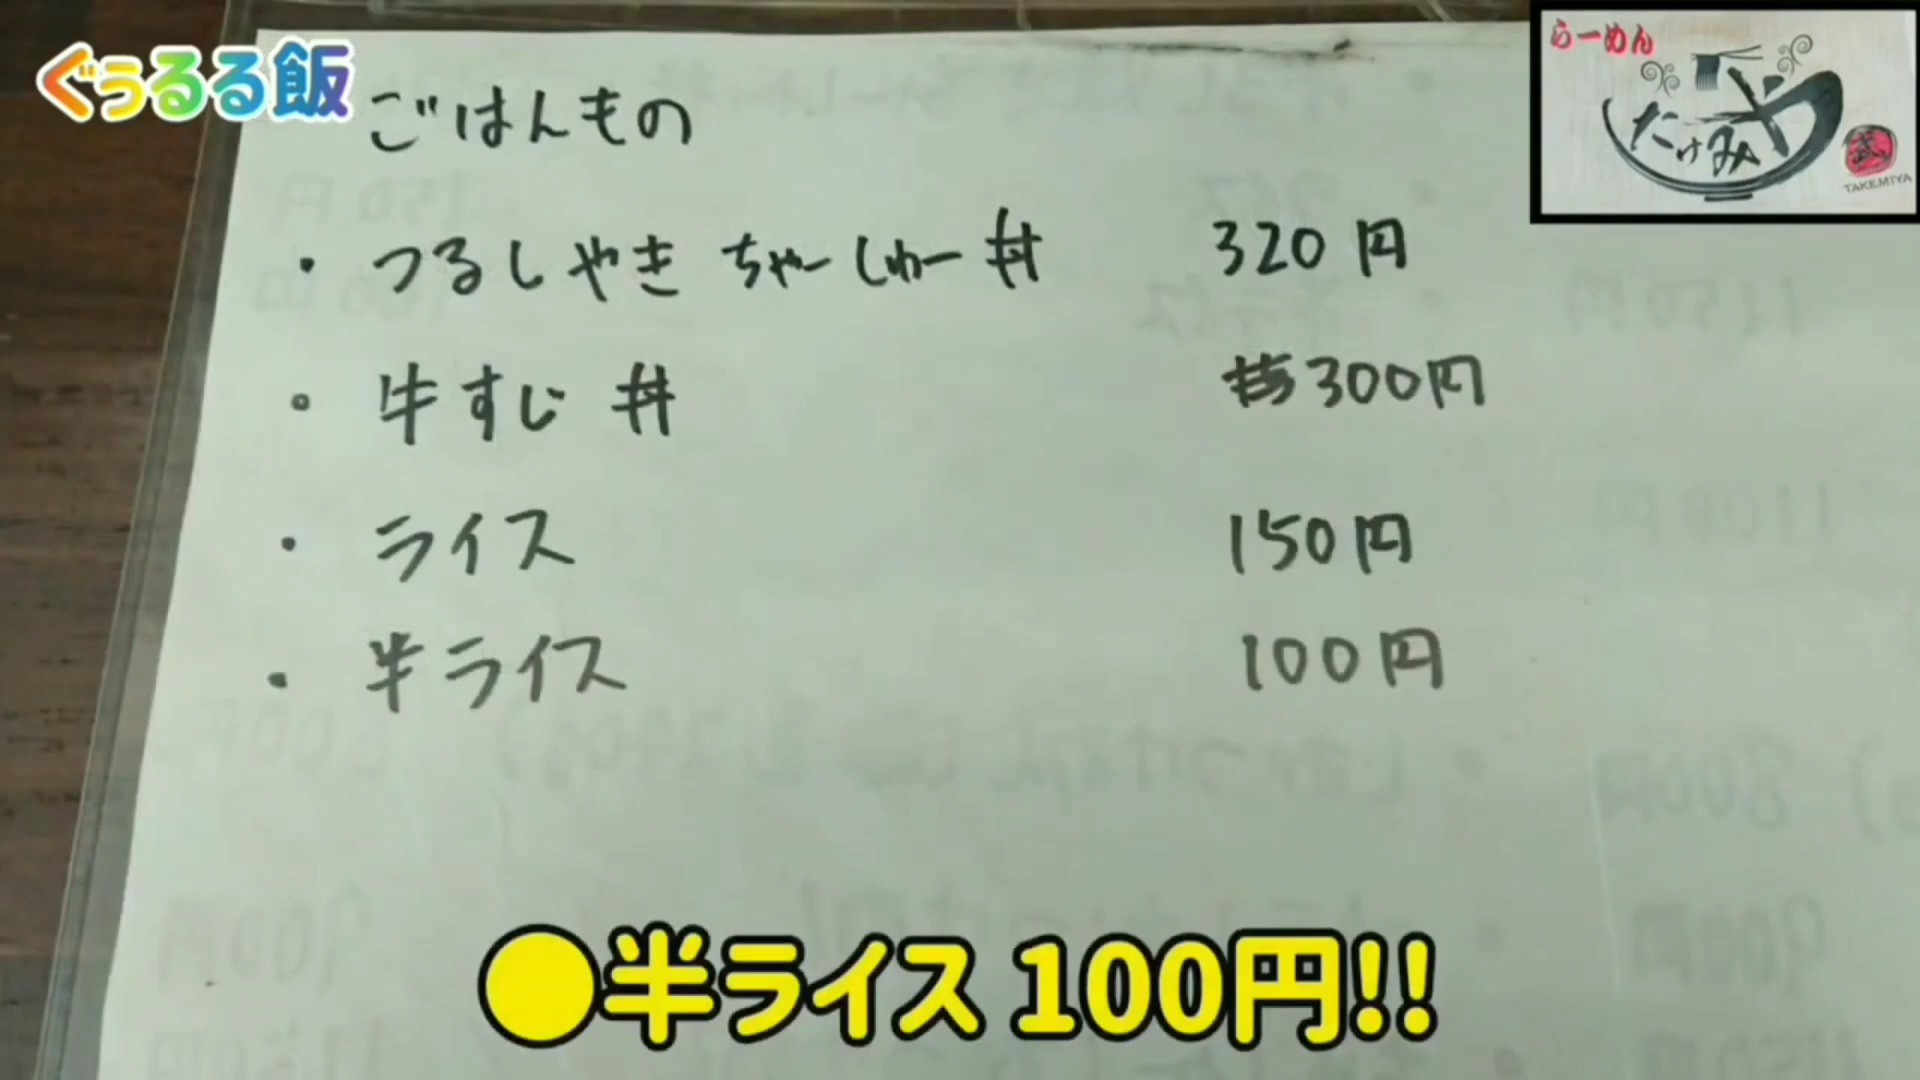 ぐぅるる飯
らーめん
たけみや
武
TAKEMIYA
ごはんもの
・つるしやき ちゃーしゅー丼 320円
・牛すじ丼 300円
・ライス 150円
・半ライス 100円
●半ライス 100円!!